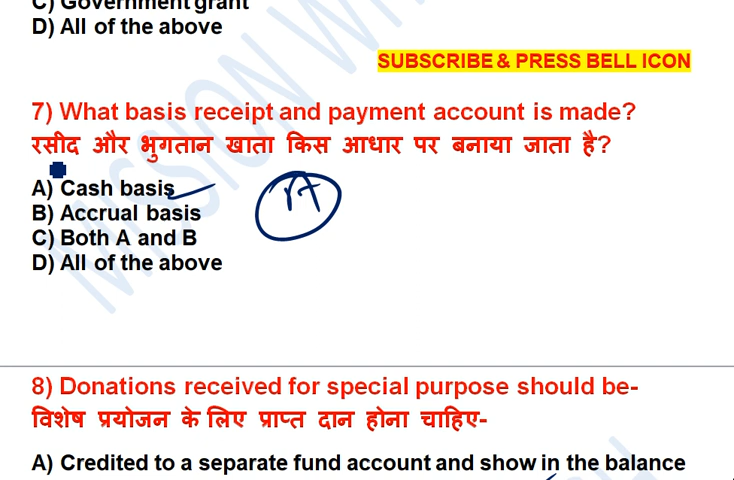 C) Government grant
D) All of the above
SUBSCRIBE & PRESS BELL ICON
7) What basis receipt and payment account is made?
रसीद और भुगतान खाता किस आधार पर बनाया जाता है?
A) Cash basis
B) Accrual basis
C) Both A and B
D) All of the above
8) Donations received for special purpose should be-
विशेष प्रयोजन के लिए प्राप्त दान होना चाहिए-
A) Credited to a separate fund account and show in the balance